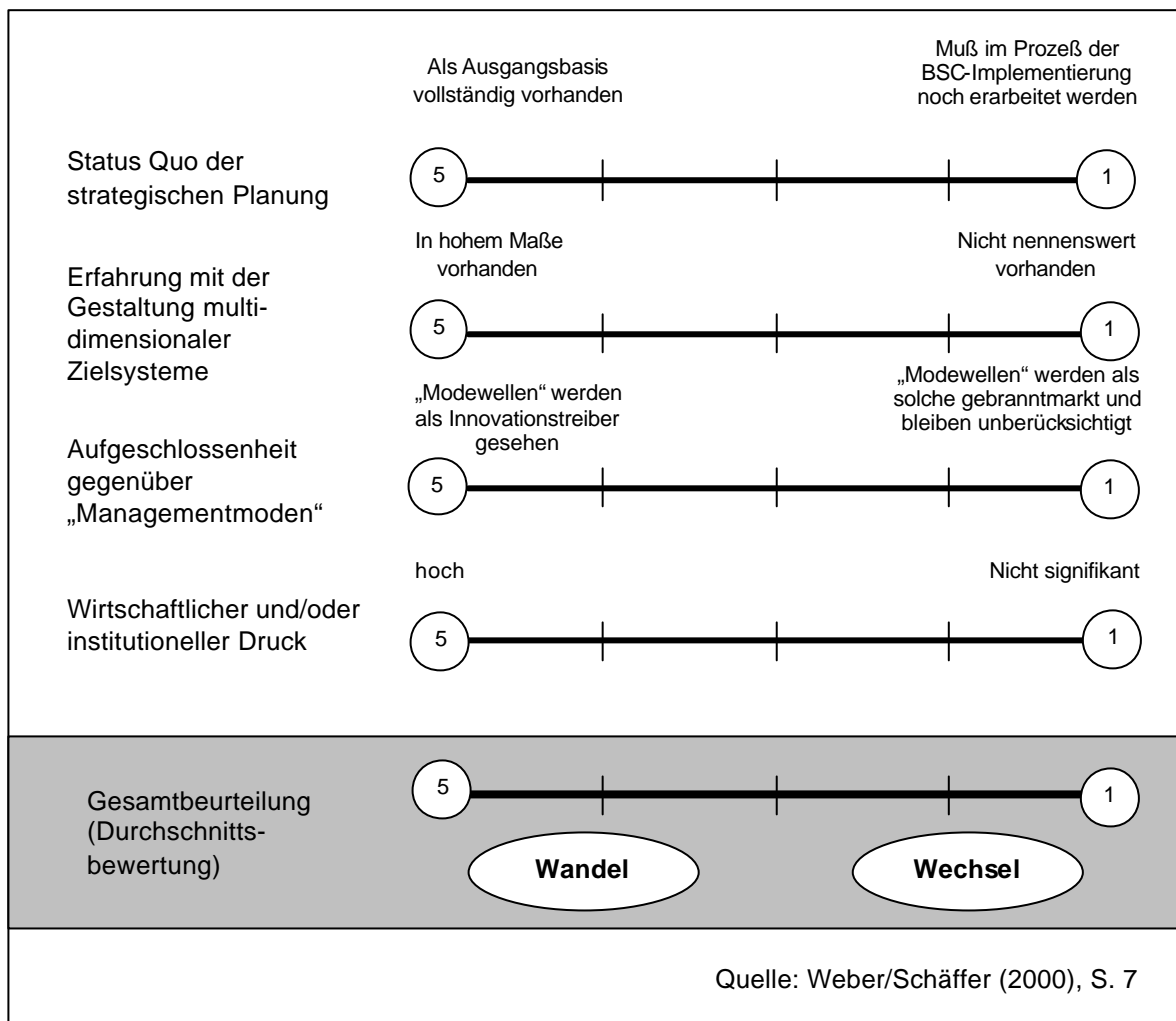 Als Ausgangsbasis
vollständig vorhanden
Muß im Prozeß der
BSC-Implementierung
noch erarbeitet werden
Status Quo der
strategischen Planung
5
1
In hohem Maße
vorhanden
Nicht nennenswert
vorhanden
Erfahrung mit der
Gestaltung multi-
dimensionaler
Zielsysteme
5
1
„Modewellen“ werden
als Innovationstreiber
gesehen
„Modewellen“ werden als
solche gebranntmarkt und
bleiben unberücksichtigt
Aufgeschlossenheit
gegenüber
„Managementmoden“
5
1
hoch
Nicht signifikant
Wirtschaftlicher und/oder
institutioneller Druck
5
1
Gesamtbeurteilung
(Durchschnitts-
bewertung)
5
1
Wandel
Wechsel
Quelle: Weber/Schäffer (2000), S. 7